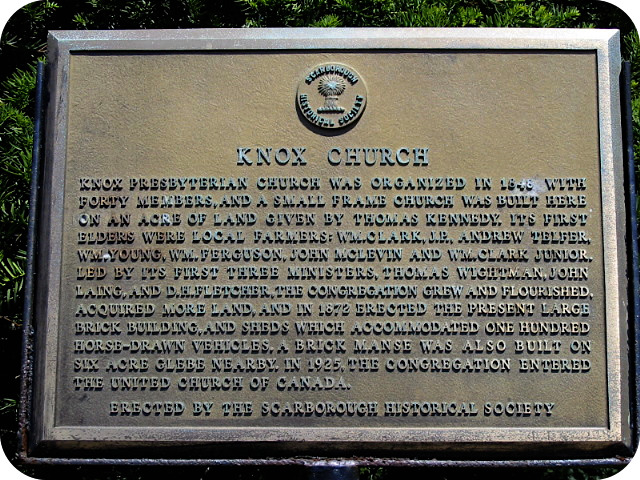 SCARBOROUGH
HISTORICAL SOCIETY
KNOX CHURCH
KNOX PRESBYTERIAN CHURCH WAS ORGANIZED IN 1848, WITH
FORTY MEMBERS, AND A SMALL FRAME CHURCH WAS BUILT HERE
ON AN ACRE OF LAND GIVEN BY THOMAS KENNEDY. ITS FIRST
ELDERS WERE LOCAL FARMERS: WM. CLARK, J.P., ANDREW TELFER,
WM. YOUNG, WM. FERGUSON, JOHN MCLEVIN AND WM. CLARK JUNIOR.
LED BY ITS FIRST THREE MINISTERS, THOMAS WIGHTMAN, JOHN
LAING, AND D.H. FLETCHER, THE CONGREGATION GREW AND FLOURISHED,
ACQUIRED MORE LAND, AND IN 1872 ERECTED THE PRESENT LARGE
BRICK BUILDING, AND SHEDS WHICH ACCOMMODATED ONE HUNDRED
HORSE-DRAWN VEHICLES. A BRICK MANSE WAS ALSO BUILT ON
SIX ACRE GLEBE NEARBY. IN 1925, THE CONGREGATION ENTERED
THE UNITED CHURCH OF CANADA.
ERECTED BY THE SCARBOROUGH HISTORICAL SOCIETY